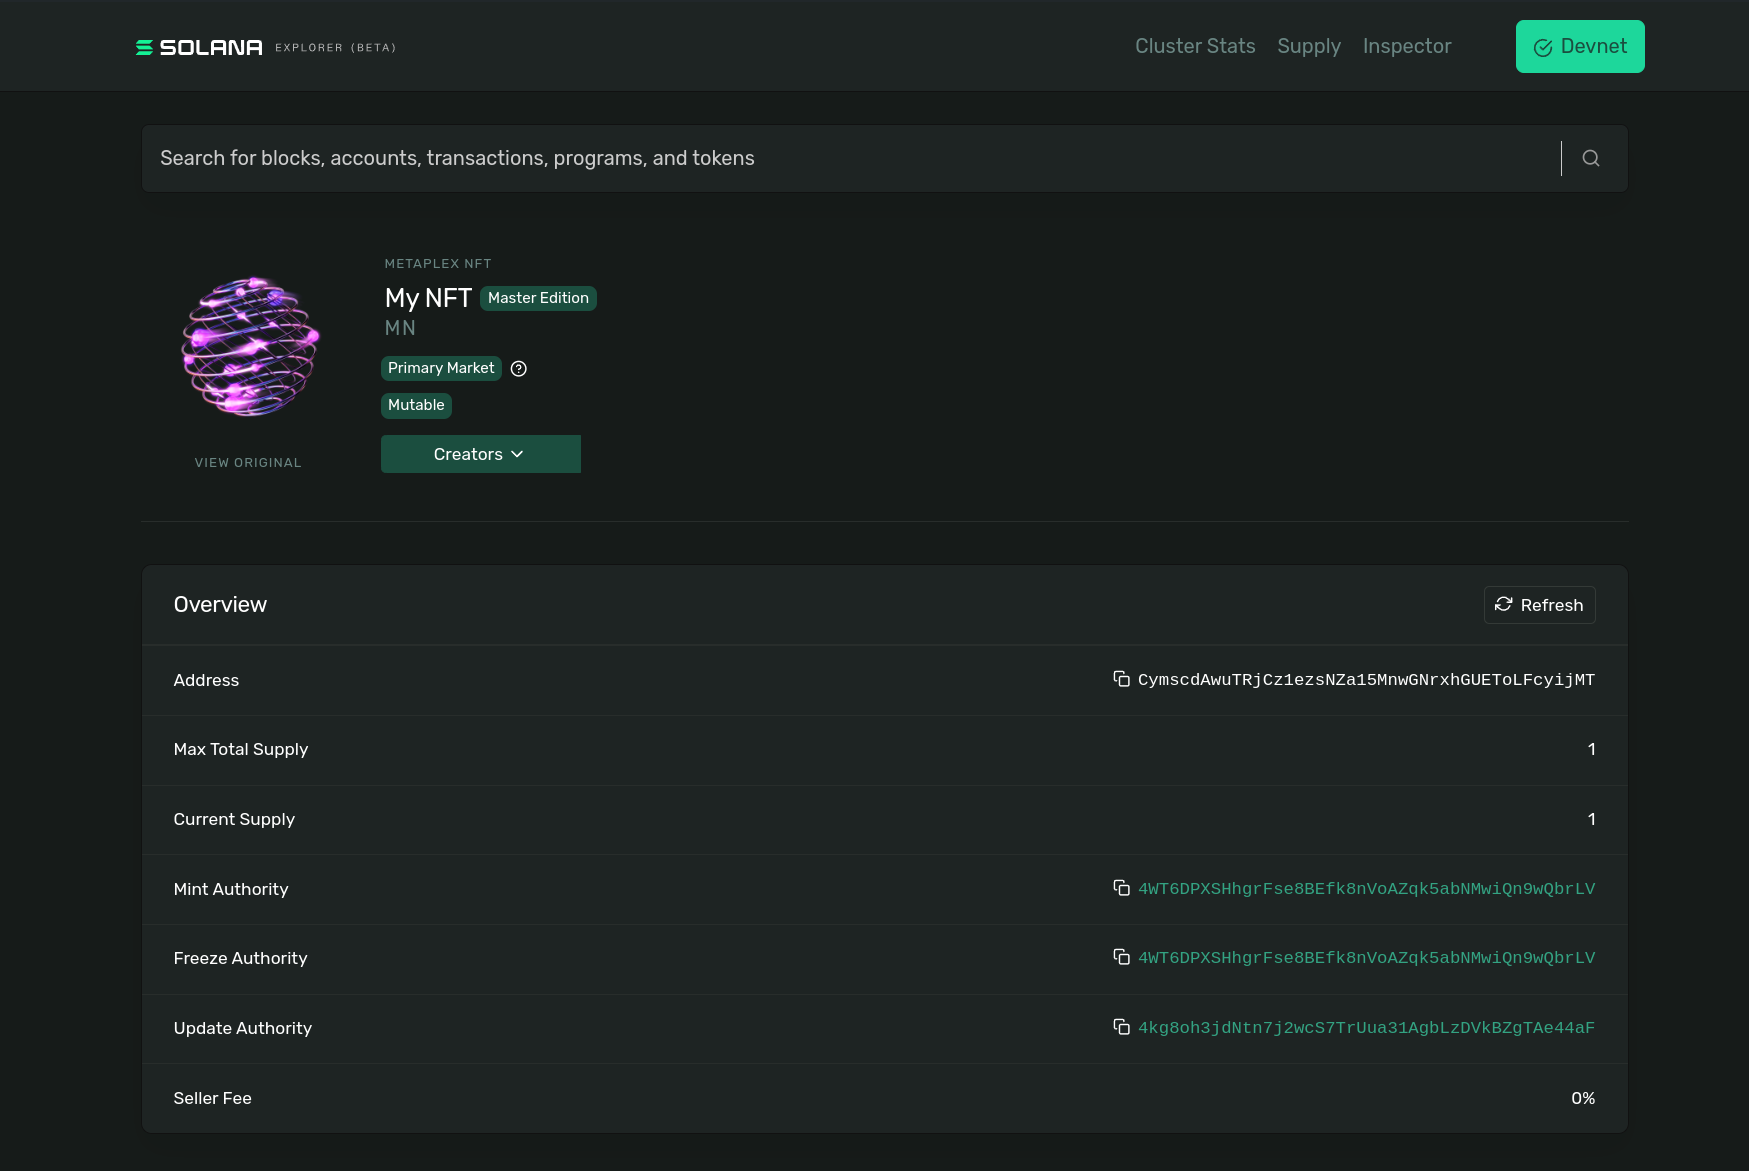 SOLANA EXPLORER (BETA)
Cluster Stats Supply Inspector Devnet
Search for blocks, accounts, transactions, programs, and tokens
METAPLEX NFT
My NFT Master Edition
MN
Primary Market
Mutable
Creators
VIEW ORIGINAL
Overview Refresh
Address CymscdAwuTRjCz1ezsNZa15MnwGNrxhGUEToLFcyijMT
Max Total Supply 1
Current Supply 1
Mint Authority 4WT6DPXSHhgrFse8BEfk8nVoAZqk5abNMwiQn9wQbrLV
Freeze Authority 4WT6DPXSHhgrFse8BEfk8nVoAZqk5abNMwiQn9wQbrLV
Update Authority 4kg8oh3jdNtn7j2wcS7TrUua31AgbLzDVkBZgTAe44aF
Seller Fee 0%